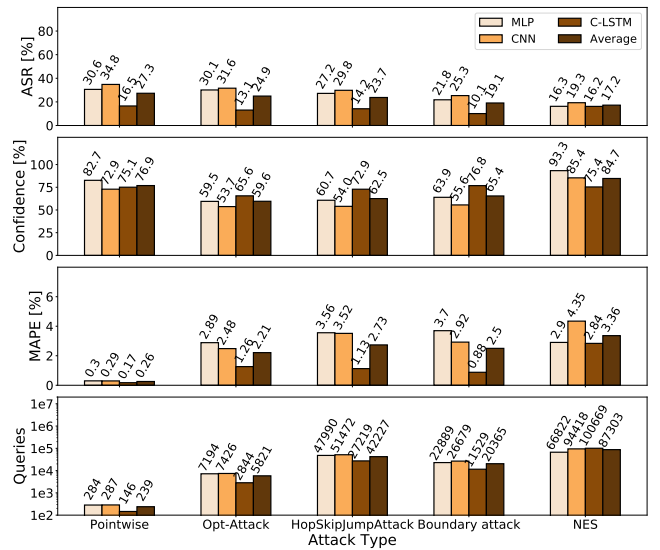 MLP
CNN
C-LSTM
Average
ASR [%]
80
60
40
20
0
30.6 34.8 16.5 27.3
30.1 31.6 13.1 24.9
27.2 29.8 14.2 23.7
21.8 25.3 10.1 19.1
16.3 19.3 16.2 17.2
Confidence [%]
100
75
50
25
0
82.7 72.9 75.1 76.9
59.5 53.7 65.6 59.6
60.7 54.0 72.9 62.5
63.9 55.6 76.8 65.4
93.3 85.4 75.4 84.7
MAPE [%]
6
4
2
0
0.3 0.29 0.17 0.26
2.89 2.48 1.26 2.21
3.56 3.52 1.13 2.73
3.7 2.92 0.88 2.5
2.9 4.35 2.84 3.36
Queries
1e7
1e6
1e5
1e4
1e3
1e2
284 287 146 239
7194 7426 2844 5821
47990 51472 27219 42227
22889 26679 11529 20365
66822 94418 100669 87303
Pointwise
Opt-Attack
HopSkipJumpAttack
Boundary attack
NES
Attack Type